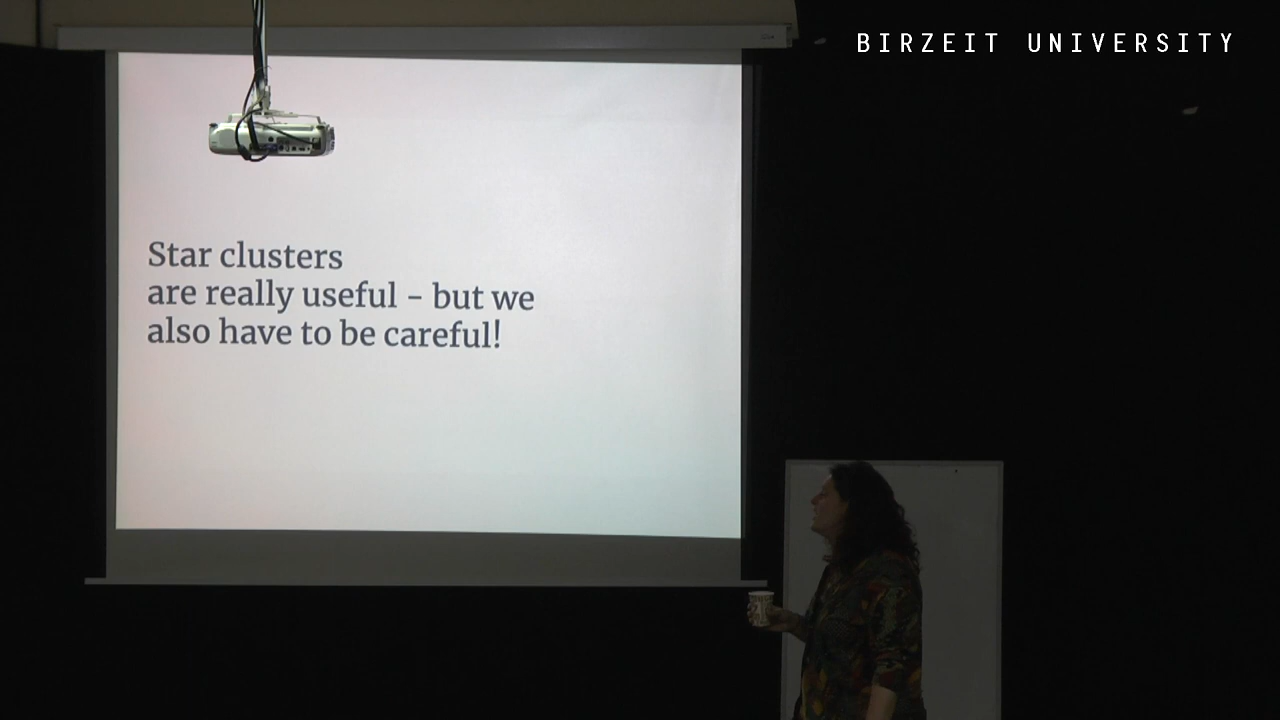 BIRZEIT UNIVERSITY
Star clusters
are really useful - but we
also have to be careful!